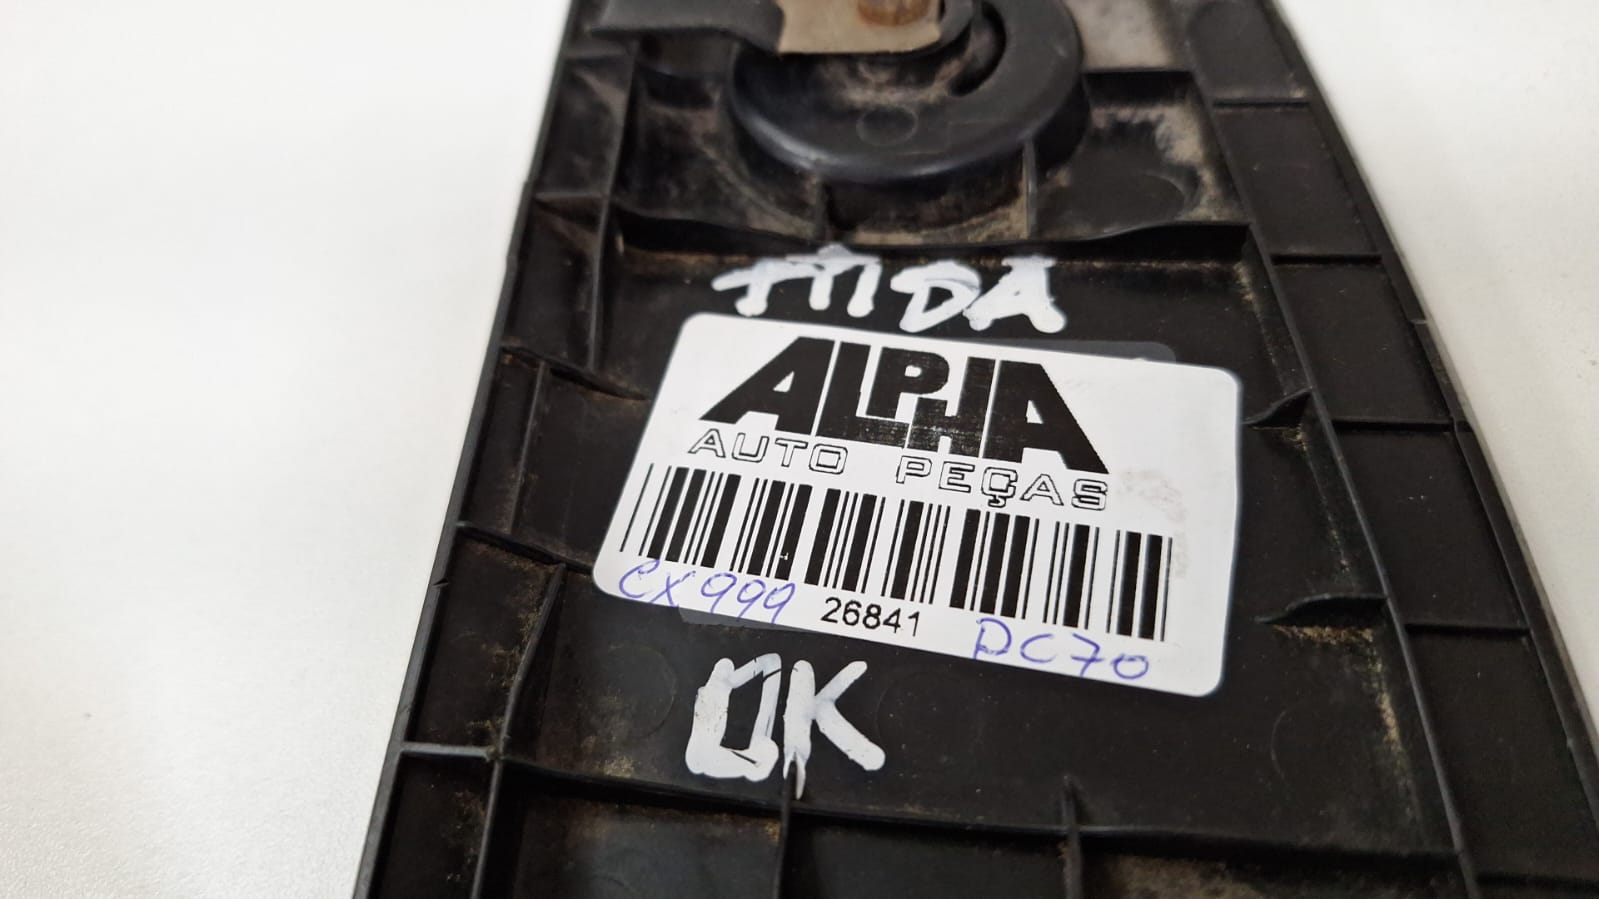 TIIDA
ALPHA
AUTO PEÇAS
CX999 26841 DC70
OK